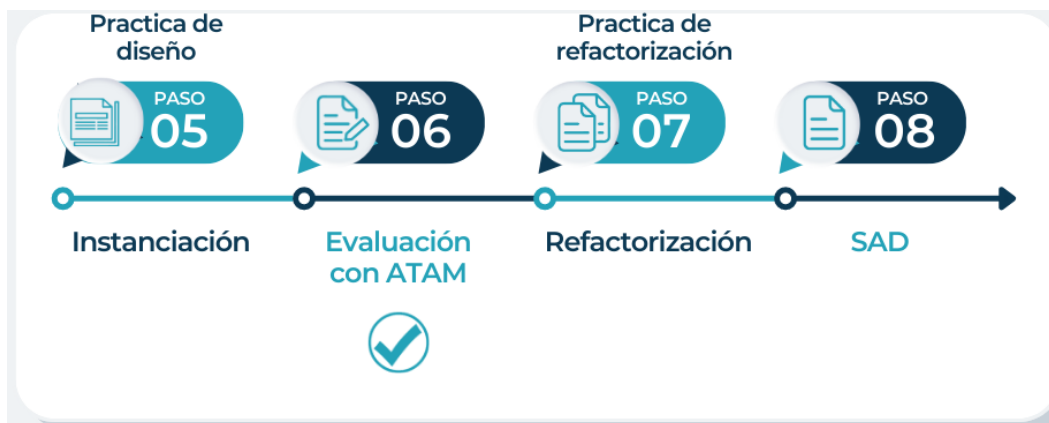 Practica de
diseño
Practica de
refactorización
PASO
05
PASO
06
PASO
07
PASO
08
Instanciación
Evaluación
con ATAM
Refactorización
SAD